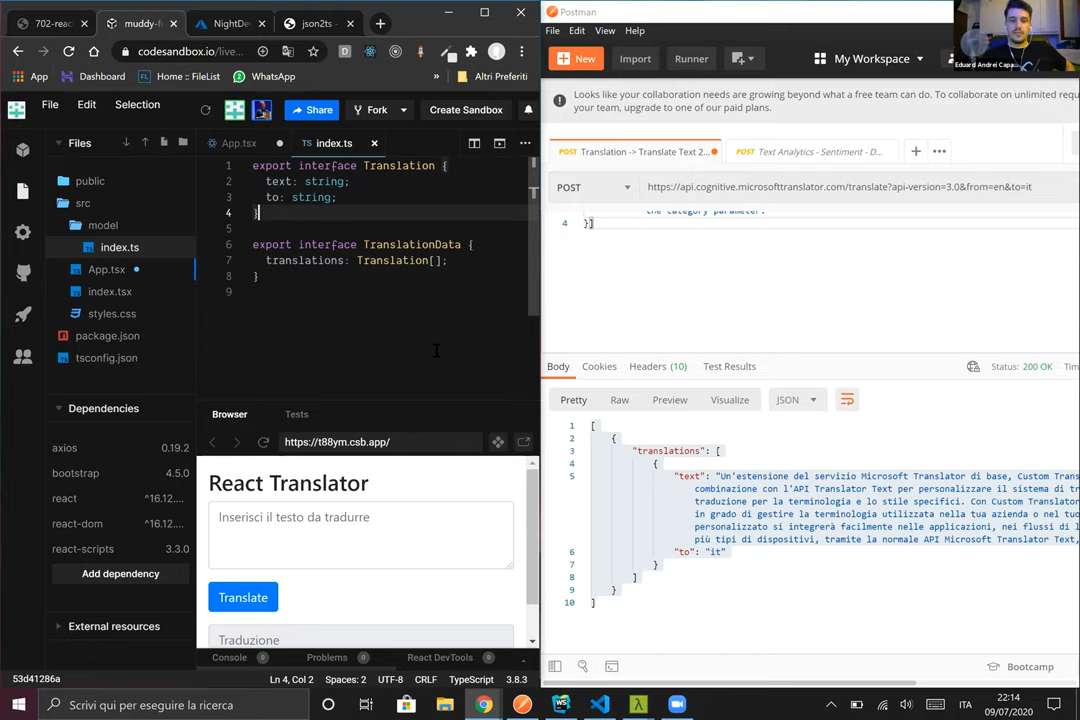 702-reac
muddy-f
NightDe
json2ts -
codesandbox.io/live...
App
Dashboard
FL
Home :: FileList
WhatsApp
»
Altri Preferiti
File
Edit
Selection
Share
Fork
Create Sandbox
Files
public
src
model
index.ts
App.tsx
index.tsx
styles.css
package.json
tsconfig.json
Dependencies
axios 0.19.2
bootstrap 4.5.0
react ^16.12....
react-dom ^16.12....
react-scripts 3.3.0
Add dependency
External resources
53d41286a
App.tsx
TS index.ts
1 export interface Translation {
2 text: string;
3 to: string;
4 }
5
6 export interface TranslationData {
7 translations: Translation[];
8 }
9
Browser
Tests
https://t88ym.csb.app/
React Translator
Inserisci il testo da tradurre
Translate
Traduzione
Console 0
Problems 0
React DevTools 0
Ln 4, Col 2
Spaces: 2
UTF-8
CRLF
TypeScript
3.8.3
Postman
File
Edit
View
Help
Eduard Andrei Capa...
New
Import
Runner
My Workspace
Looks like your collaboration needs are growing beyond what a free team can do. To collaborate on unlimited requ
your team, upgrade to one of our paid plans.
POST Translation -> Translate Text 2...
POST Text Analytics - Sentiment - D...
POST
https://api.cognitive.microsofttranslator.com/translate?api-version=3.0&from=en&to=it
the category parameter.
4 }]
Body
Cookies
Headers (10)
Test Results
Status: 200 OK
Tim
Pretty
Raw
Preview
Visualize
JSON
1 [
2 {
3 "translations": [
4 {
5 "text": "Un'estensione del servizio Microsoft Translator di base, Custom Trans
combinazione con l'API Translator Text per personalizzare il sistema di tr
traduzione per la terminologia e lo stile specifici. Con Custom Translator
in grado di gestire la terminologia utilizzata nella tua azienda o nel tuo
personalizzato si integrerà facilmente nelle applicazioni, nei flussi di l
più tipi di dispositivi, tramite la normale API Microsoft Translator Text,
6 "to": "it"
7 }
8 ]
9 }
10 ]
Bootcamp
Scrivi qui per eseguire la ricerca
ITA
22:14
09/07/2020